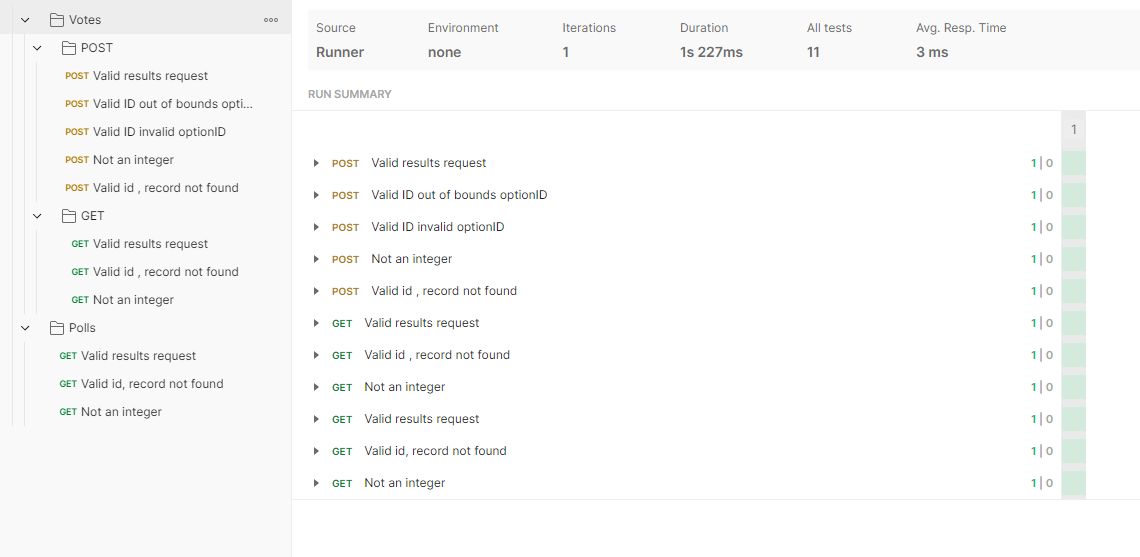 Votes
POST
POST Valid results request
POST Valid ID out of bounds opti...
POST Valid ID invalid optionID
POST Not an integer
POST Valid id , record not found
GET
GET Valid results request
GET Valid id , record not found
GET Not an integer
Polls
GET Valid results request
GET Valid id, record not found
GET Not an integer
Source Environment Iterations Duration All tests Avg. Resp. Time
Runner none 1 1s 227ms 11 3 ms
RUN SUMMARY
1
POST Valid results request 1 | 0
POST Valid ID out of bounds optionID 1 | 0
POST Valid ID invalid optionID 1 | 0
POST Not an integer 1 | 0
POST Valid id , record not found 1 | 0
GET Valid results request 1 | 0
GET Valid id , record not found 1 | 0
GET Not an integer 1 | 0
GET Valid results request 1 | 0
GET Valid id, record not found 1 | 0
GET Not an integer 1 | 0